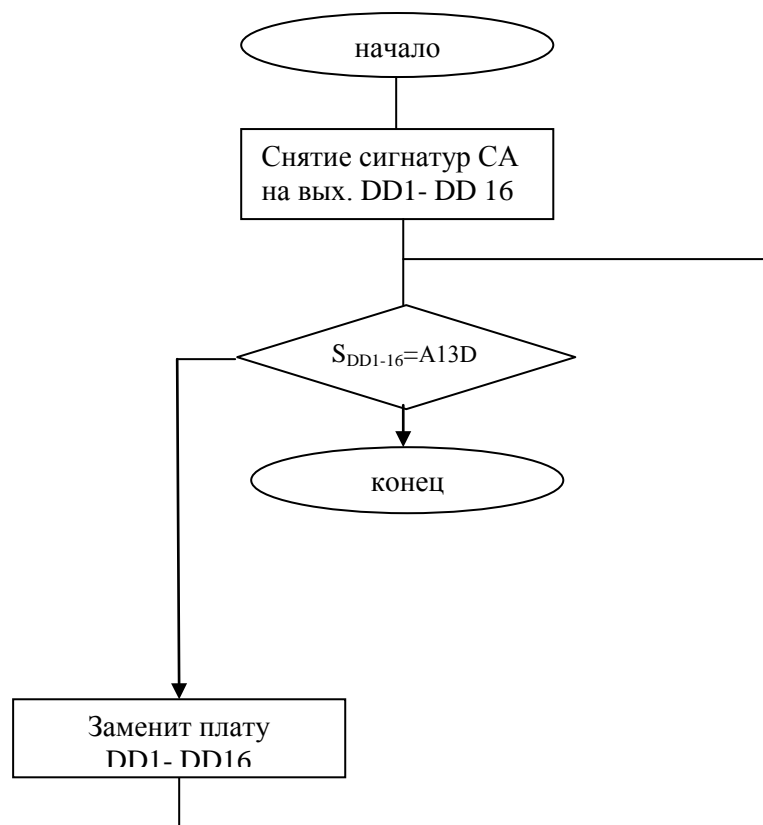 начало
Снятие сигнатур СА
на вых. DD1- DD 16
SDD1-16=A13D
конец
Заменит плату
DD1- DD16